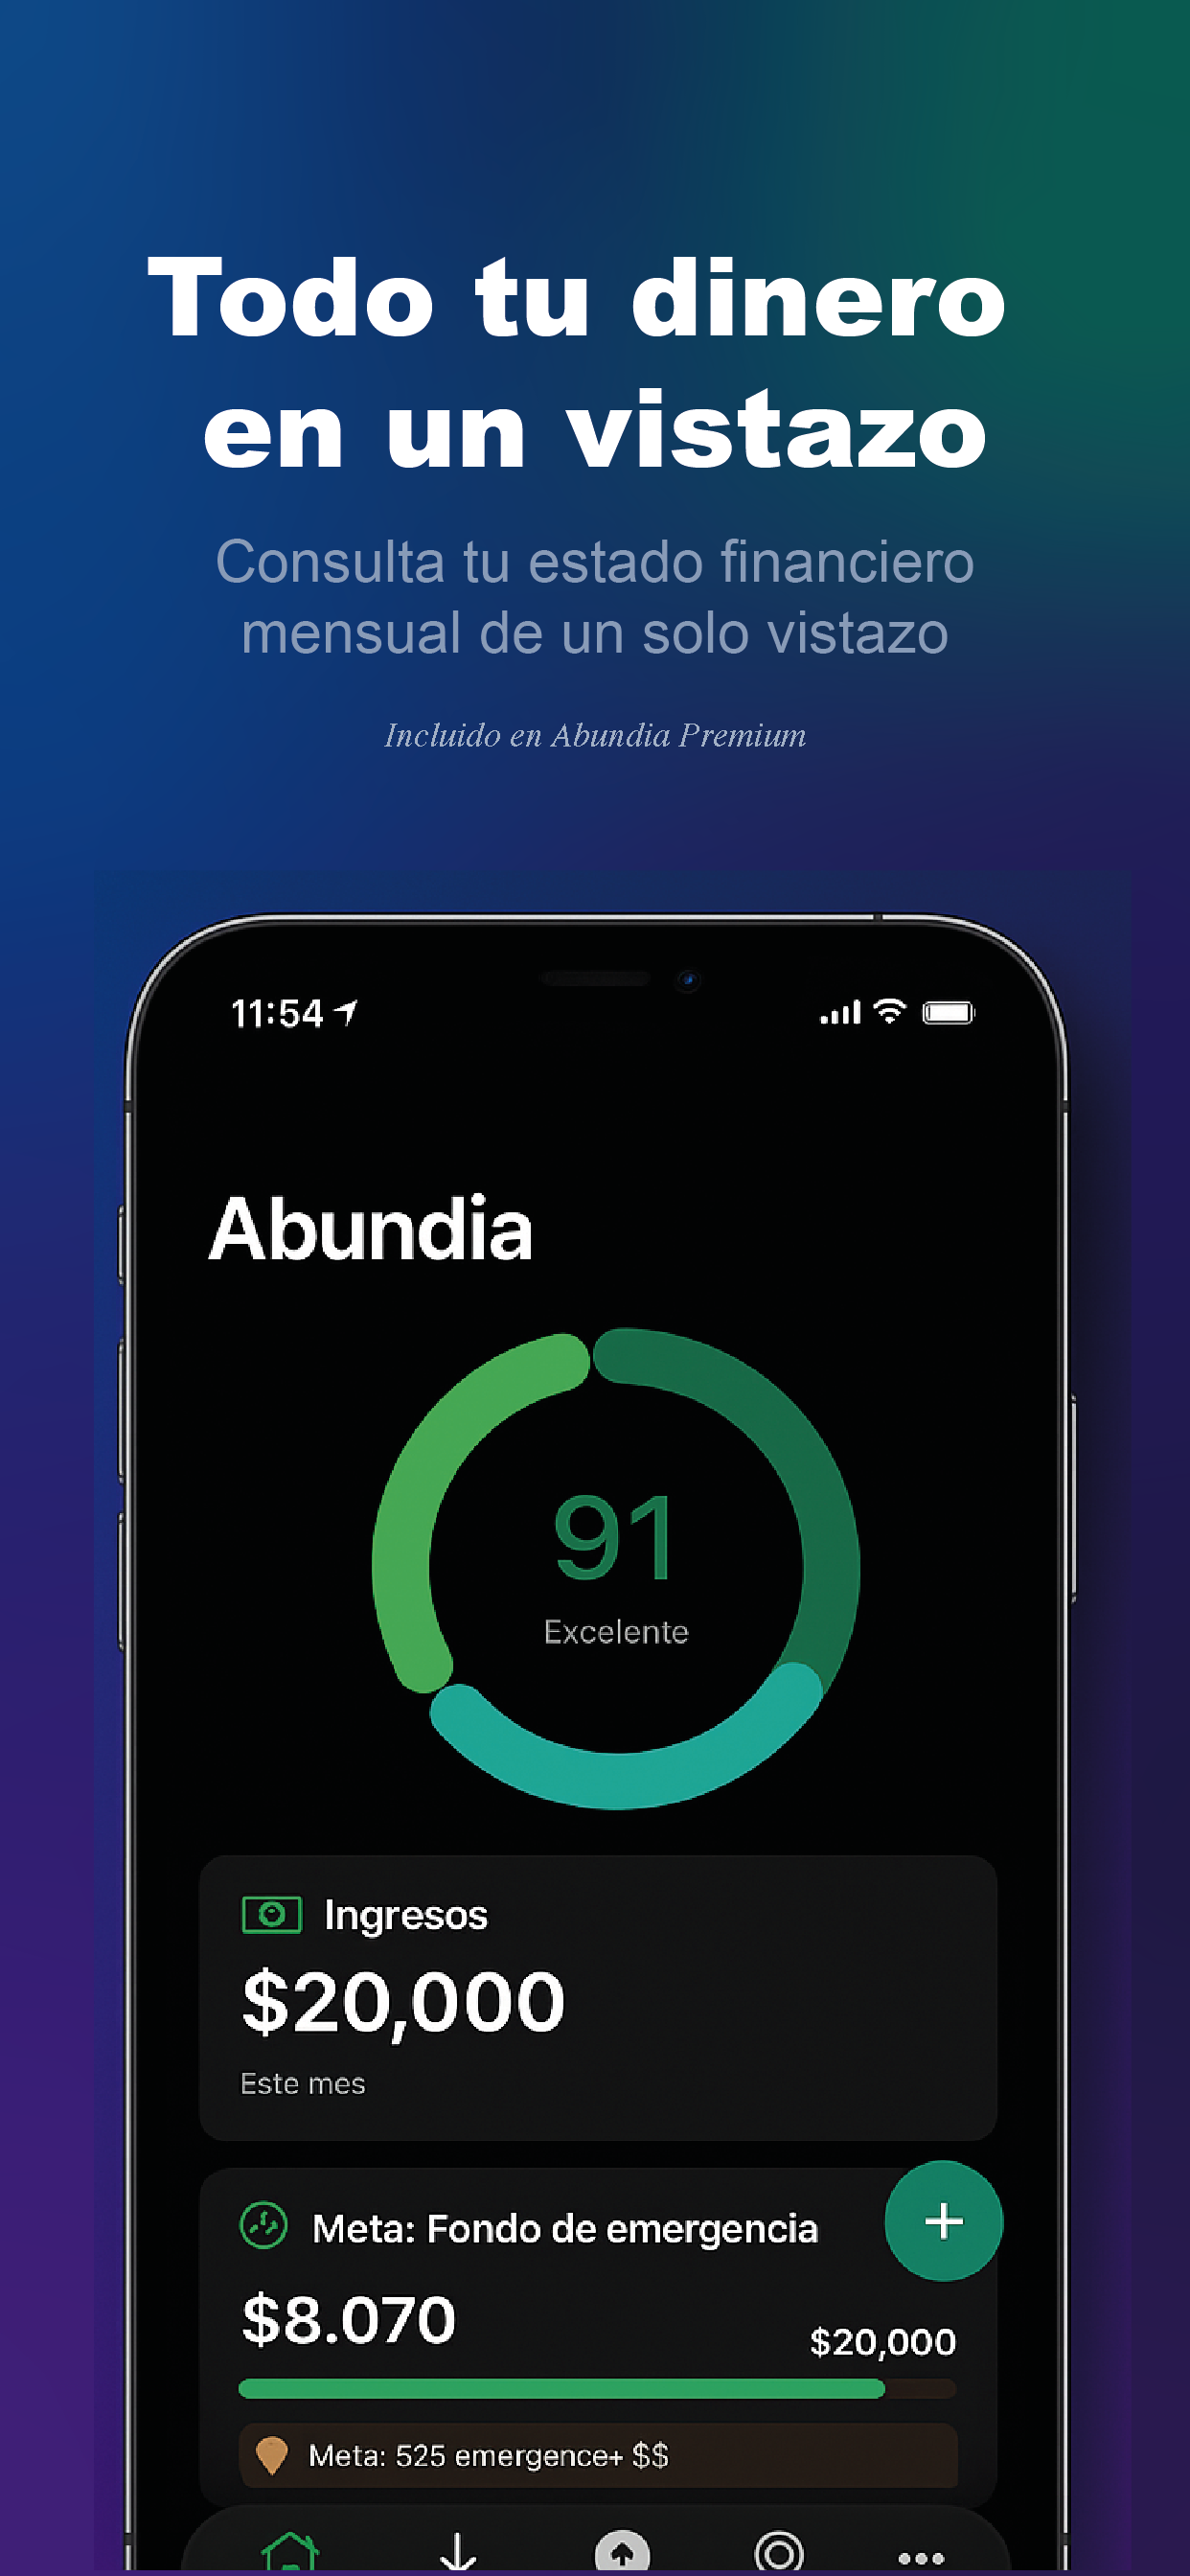 Todo tu dinero
en un vistazo
Consulta tu estado financiero
mensual de un solo vistazo
Incluido en Abundia Premium
11:54
Abundia
91
Excelente
Ingresos
$20,000
Este mes
Meta: Fondo de emergencia
+
$8.070
$20,000
Meta: 525 emergence+ $$